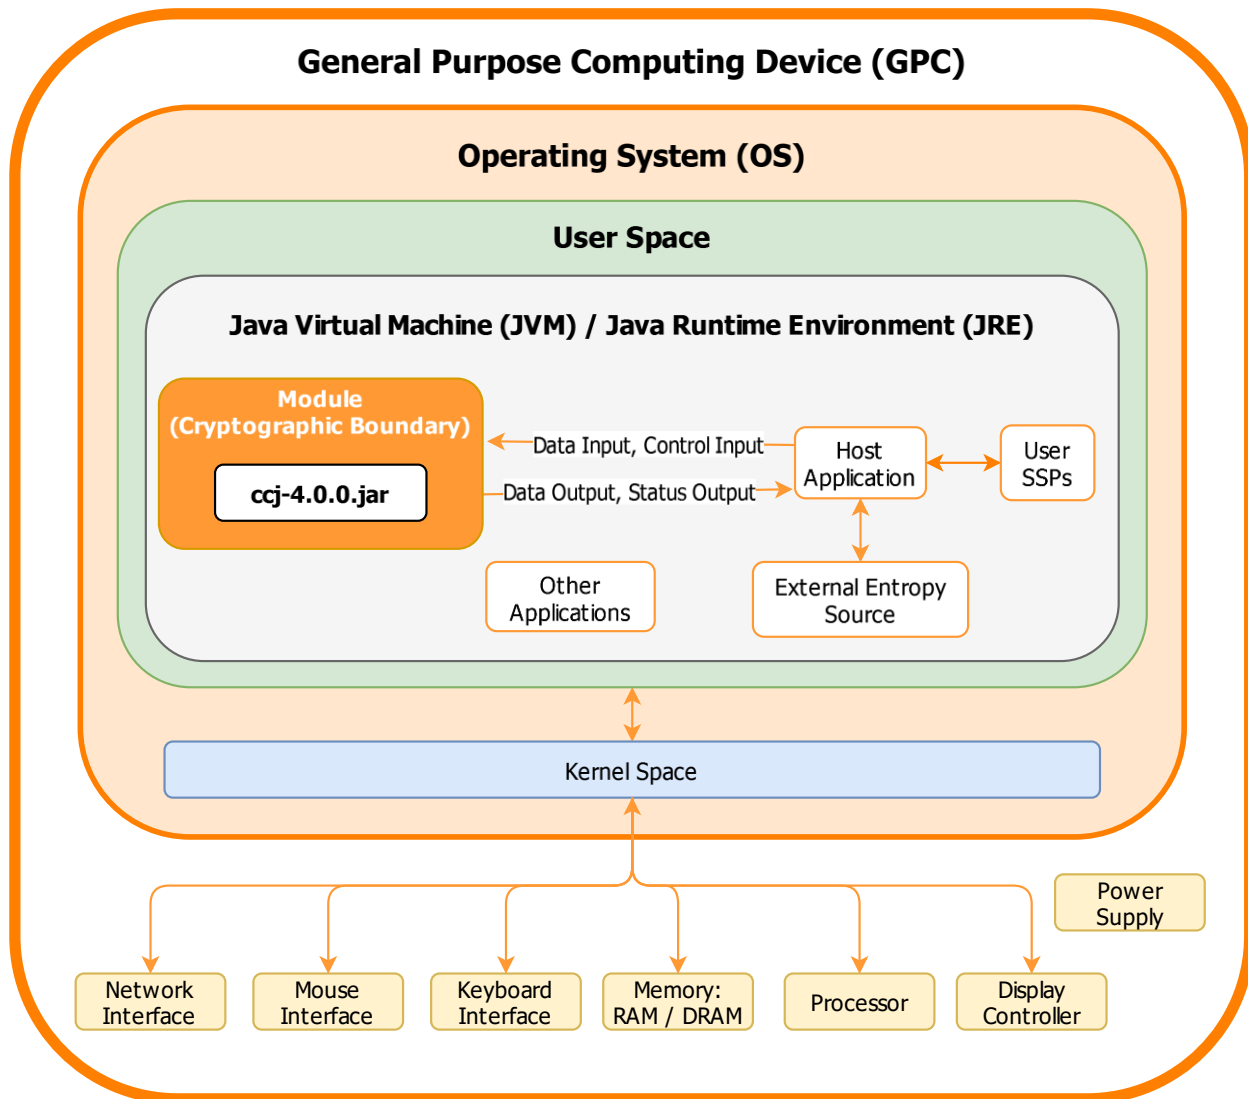 General Purpose Computing Device (GPC)
Operating System (OS)
User Space
Java Virtual Machine (JVM) / Java Runtime Environment (JRE)
Module
(Cryptographic Boundary)
ccj-4.0.0.jar
Data Input, Control Input
Data Output, Status Output
Host
Application
User
SSPs
Other
Applications
External Entropy
Source
Kernel Space
Power
Supply
Network
Interface
Mouse
Interface
Keyboard
Interface
Memory:
RAM / DRAM
Processor
Display
Controller